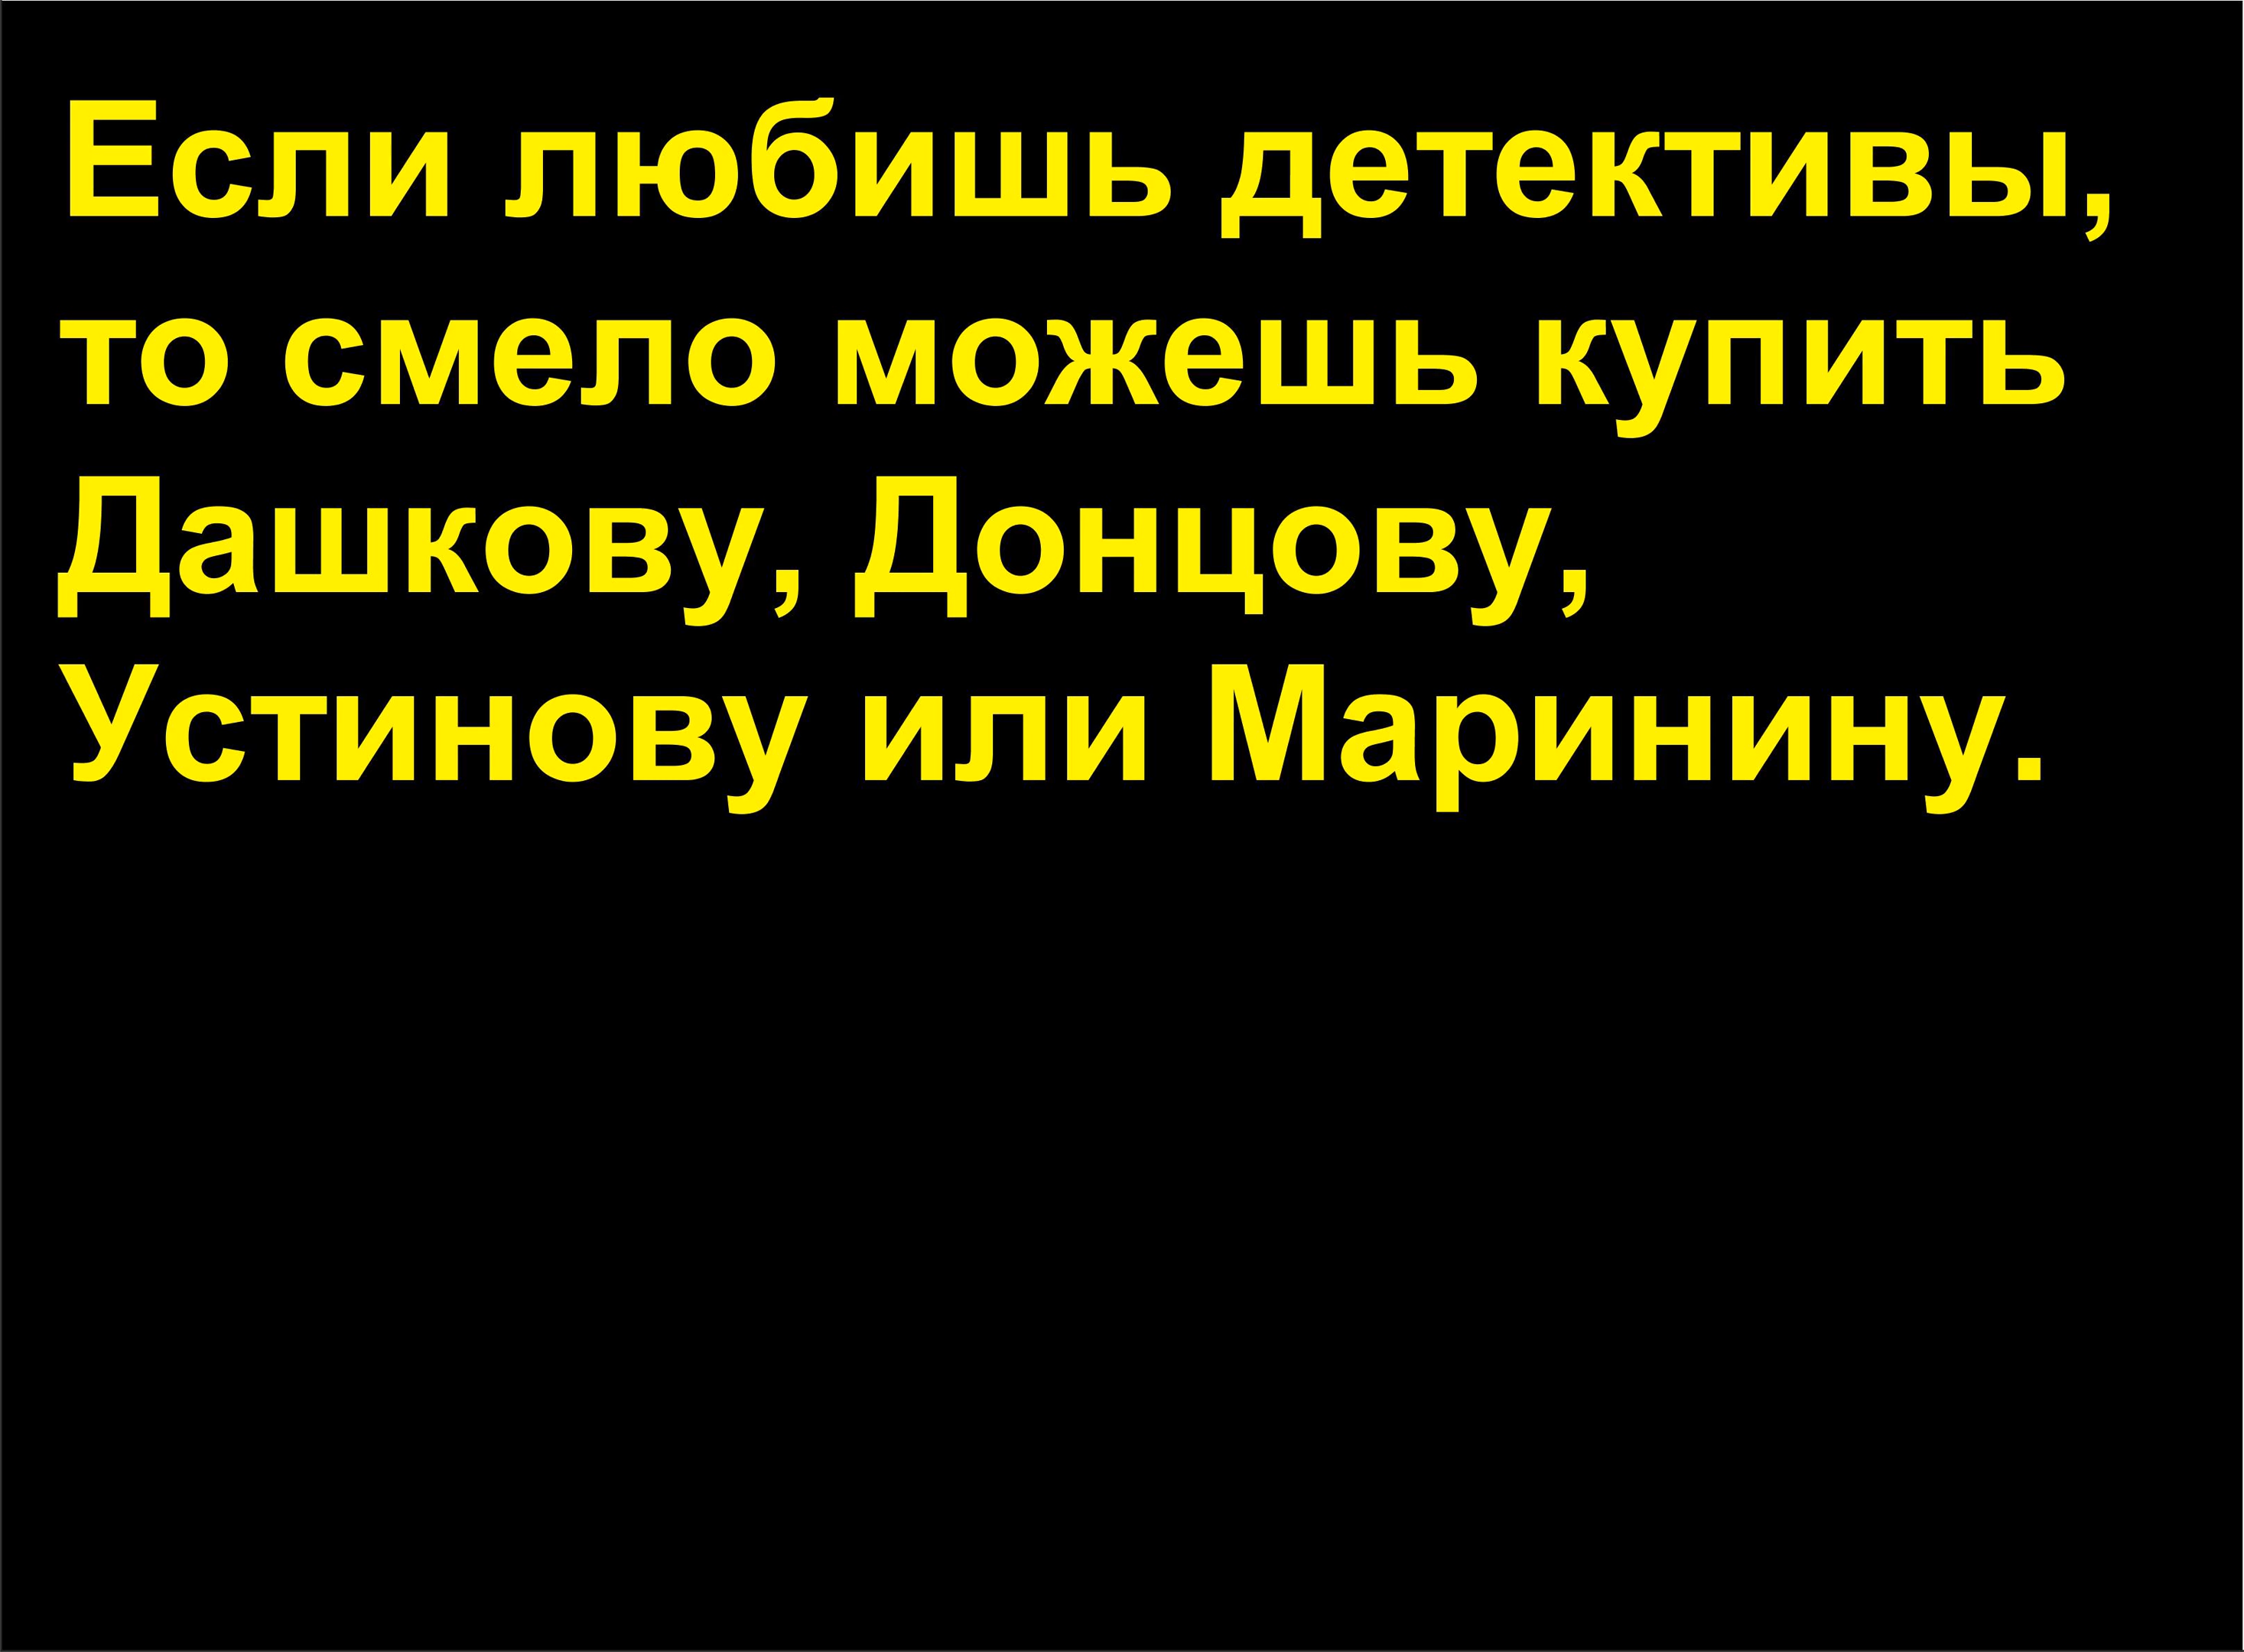 Если любишь детективы,
то смело можешь купить
Дашкову, Донцову,
Устинову или Маринину.